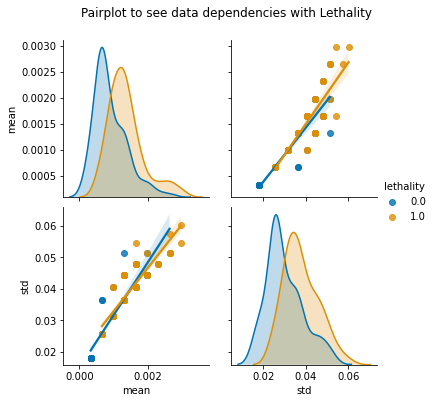 Pairplot to see data dependencies with Lethality
0.0030
0.0025
0.0020
0.0015
0.0010
0.0005
mean
lethality
0.0
1.0
0.06
0.05
0.04
0.03
0.02
std
0.000 0.002
mean
0.02 0.04 0.06
std